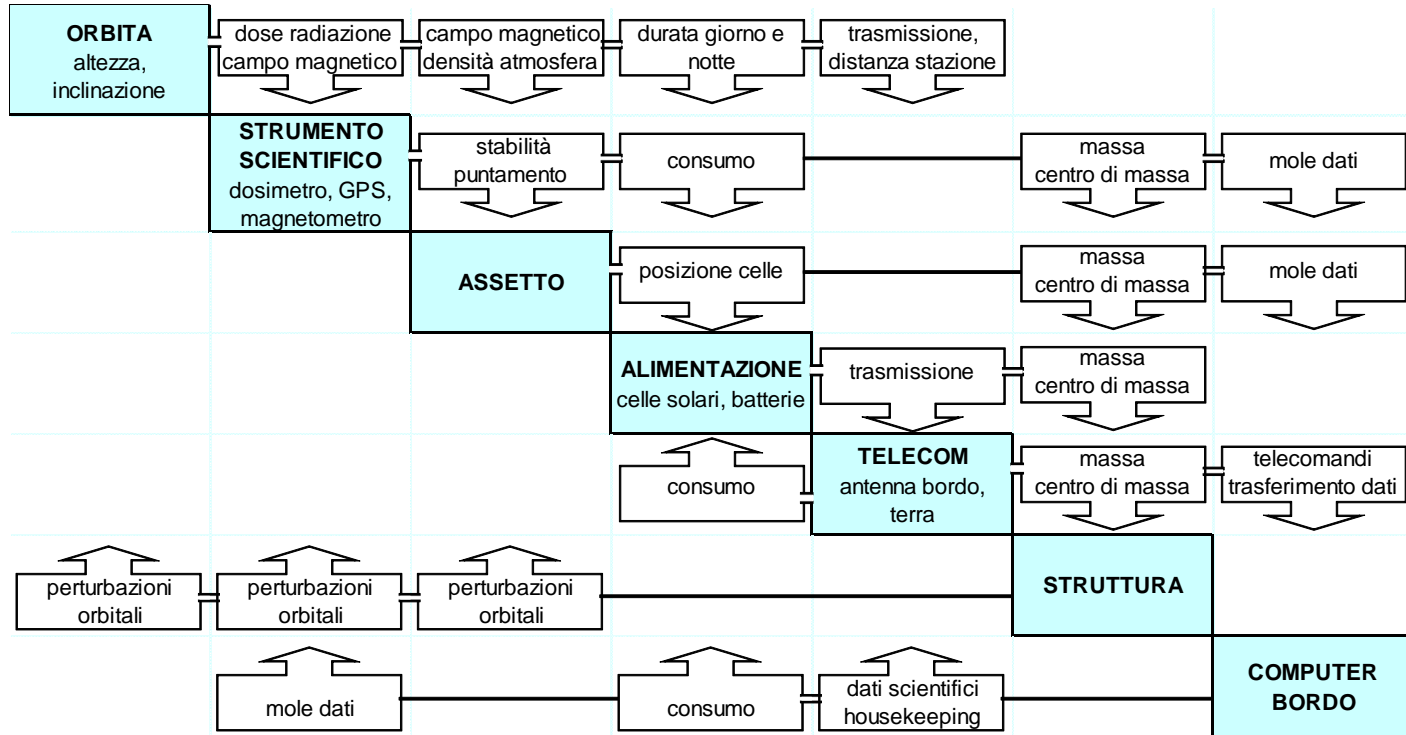 ORBITA
altezza,
inclinazione
dose radiazione
campo magnetico
campo magnetico,
densità atmosfera
durata giorno e
notte
trasmissione,
distanza stazione
STRUMENTO
SCIENTIFICO
dosimetro, GPS,
magnetometro
stabilità
puntamento
consumo
massa
centro di massa
mole dati
ASSETTO
posizione celle
massa
centro di massa
mole dati
ALIMENTAZIONE
celle solari, batterie
trasmissione
massa
centro di massa
consumo
TELECOM
antenna bordo,
terra
massa
centro di massa
telecomandi
trasferimento dati
perturbazioni
orbitali
perturbazioni
orbitali
perturbazioni
orbitali
STRUTTURA
mole dati
consumo
dati scientifici
housekeeping
COMPUTER
BORDO